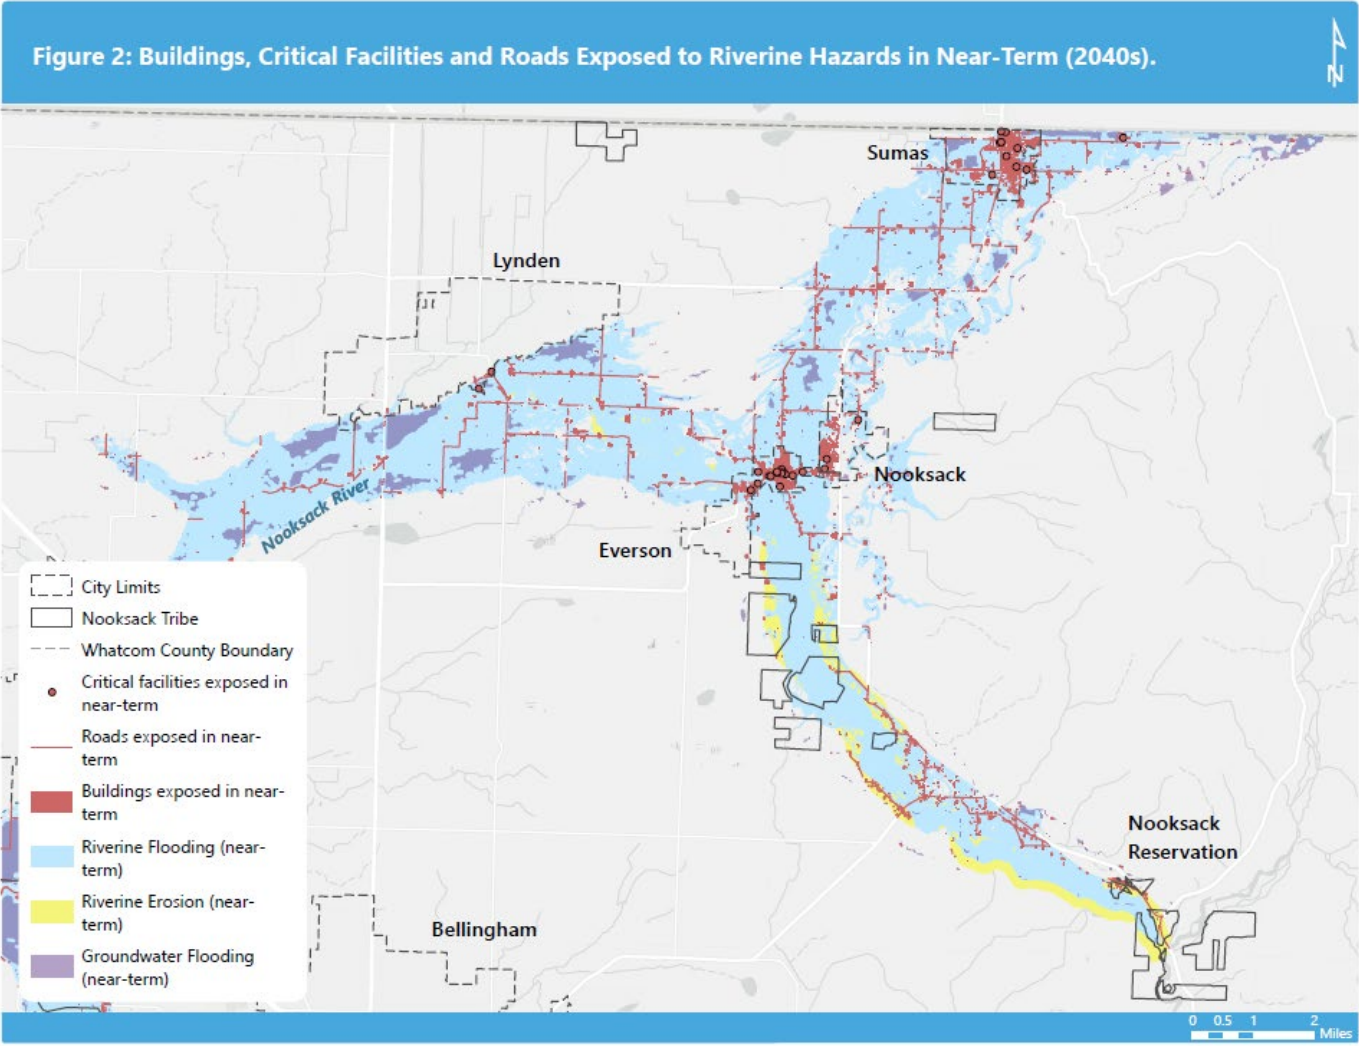 Figure 2: Buildings, Critical Facilities and Roads Exposed to Riverine Hazards in Near-Term (2040s).
N
Sumas
Lynden
Nooksack
Nooksack River
Everson
City Limits
Nooksack Tribe
Whatcom County Boundary
Critical facilities exposed in
near-term
Roads exposed in near-
term
Buildings exposed in near-
term
Riverine Flooding (near-
term)
Riverine Erosion (near-
term)
Groundwater Flooding
(near-term)
Nooksack
Reservation
Bellingham
0 0.5 1 2
Miles